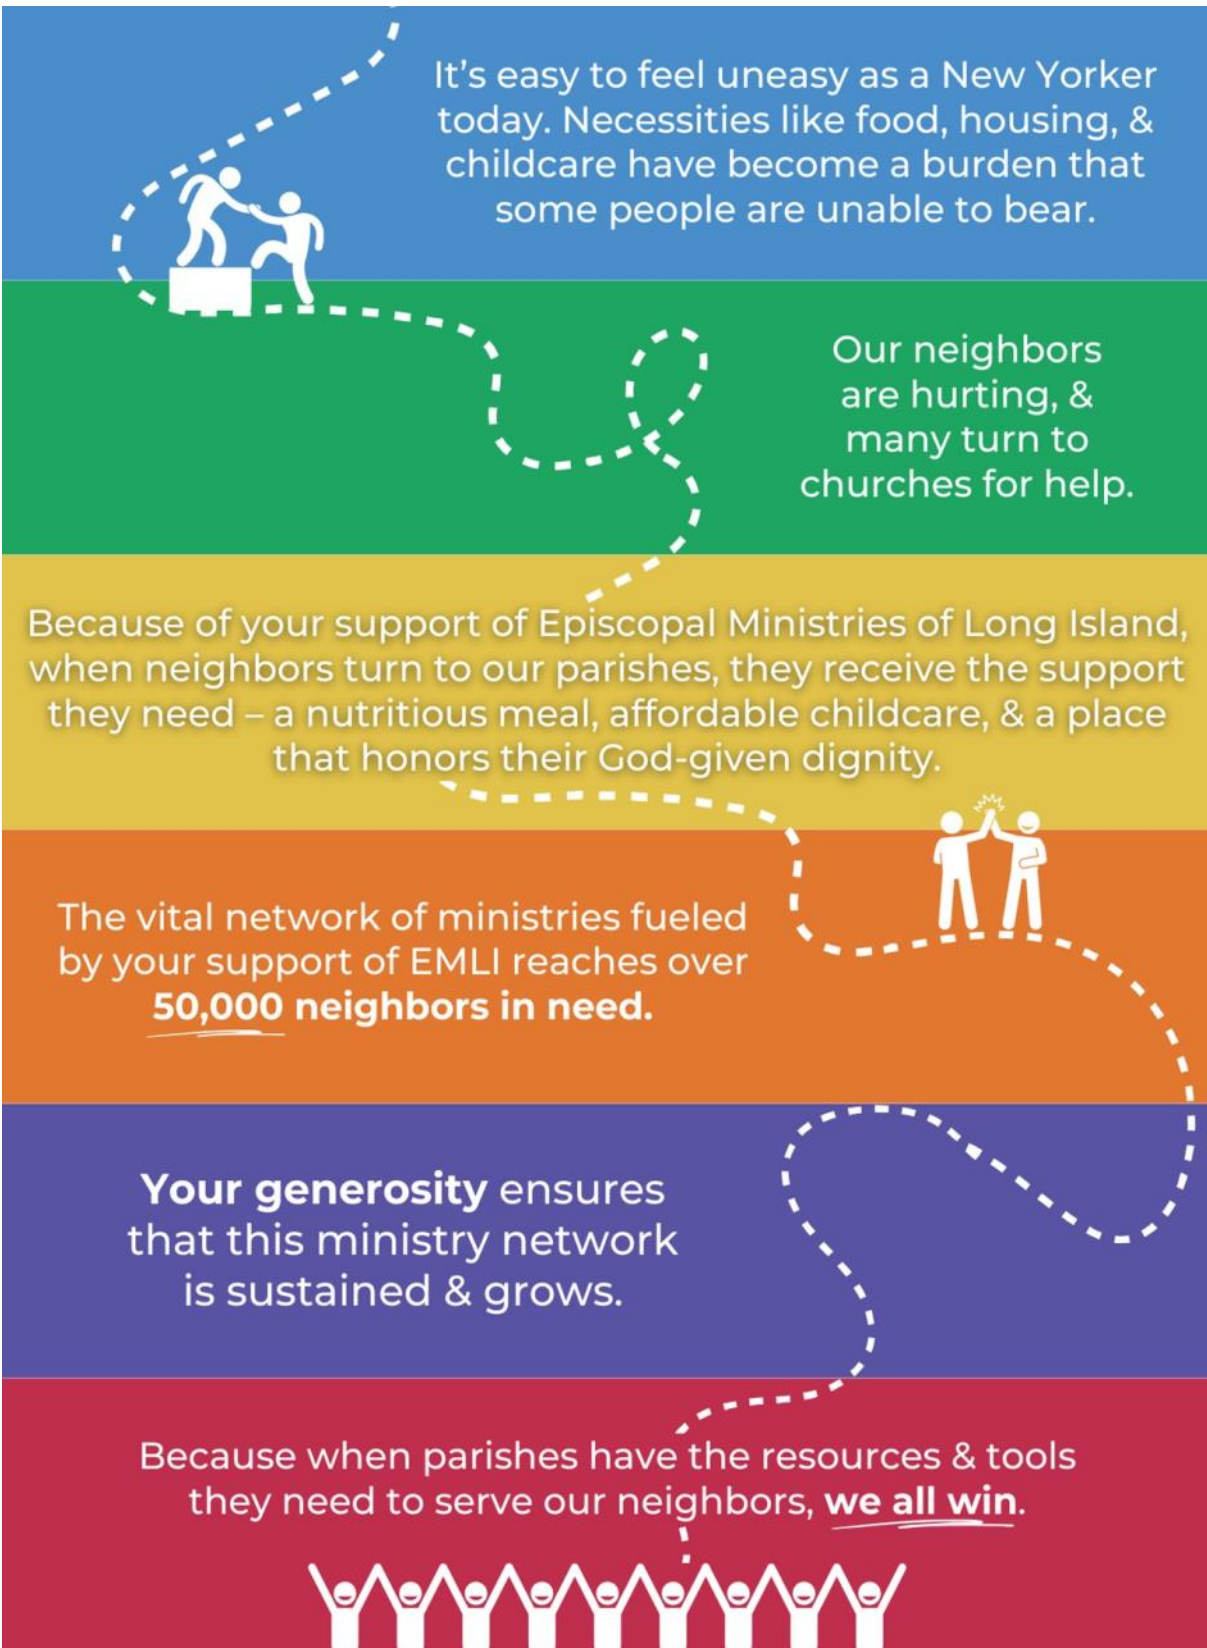 It's easy to feel uneasy as a New Yorker
today. Necessities like food, housing, &
childcare have become a burden that
some people are unable to bear.
Our neighbors
are hurting, &
many turn to
churches for help.
Because of your support of Episcopal Ministries of Long Island,
when neighbors turn to our parishes, they receive the support
they need – a nutritious meal, affordable childcare, & a place
that honors their God-given dignity.
The vital network of ministries fueled
by your support of EMLI reaches over
50,000 neighbors in need.
Your generosity ensures
that this ministry network
is sustained & grows.
Because when parishes have the resources & tools
they need to serve our neighbors, we all win.